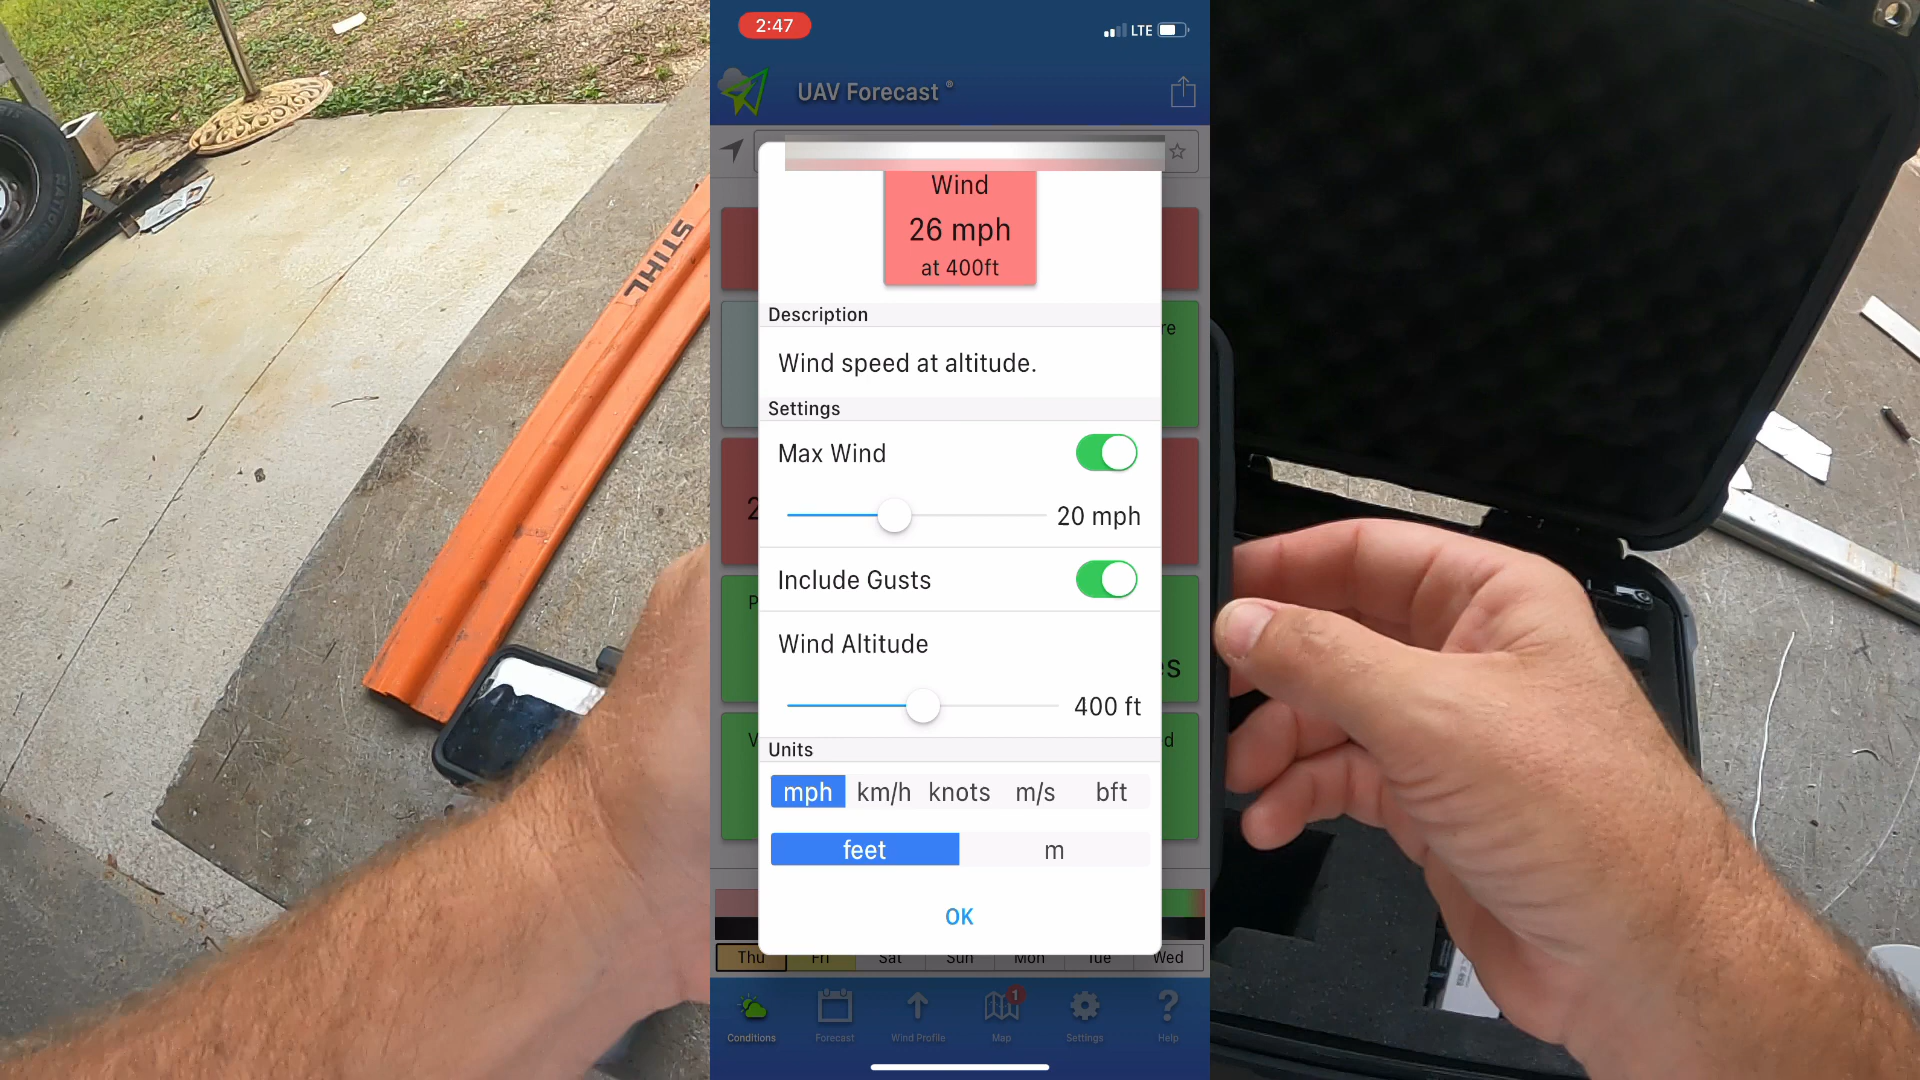 2:47
LTE
UAV Forecast ®
Wind
26 mph
at 400ft
Description
Wind speed at altitude.
Settings
Max Wind
20 mph
Include Gusts
Wind Altitude
400 ft
Units
mph km/h knots m/s bft
feet m
OK
Thu Fri Sat Sun Mon Tue Wed
1
Conditions Forecast Wind Profile Map Settings Help
STIHL